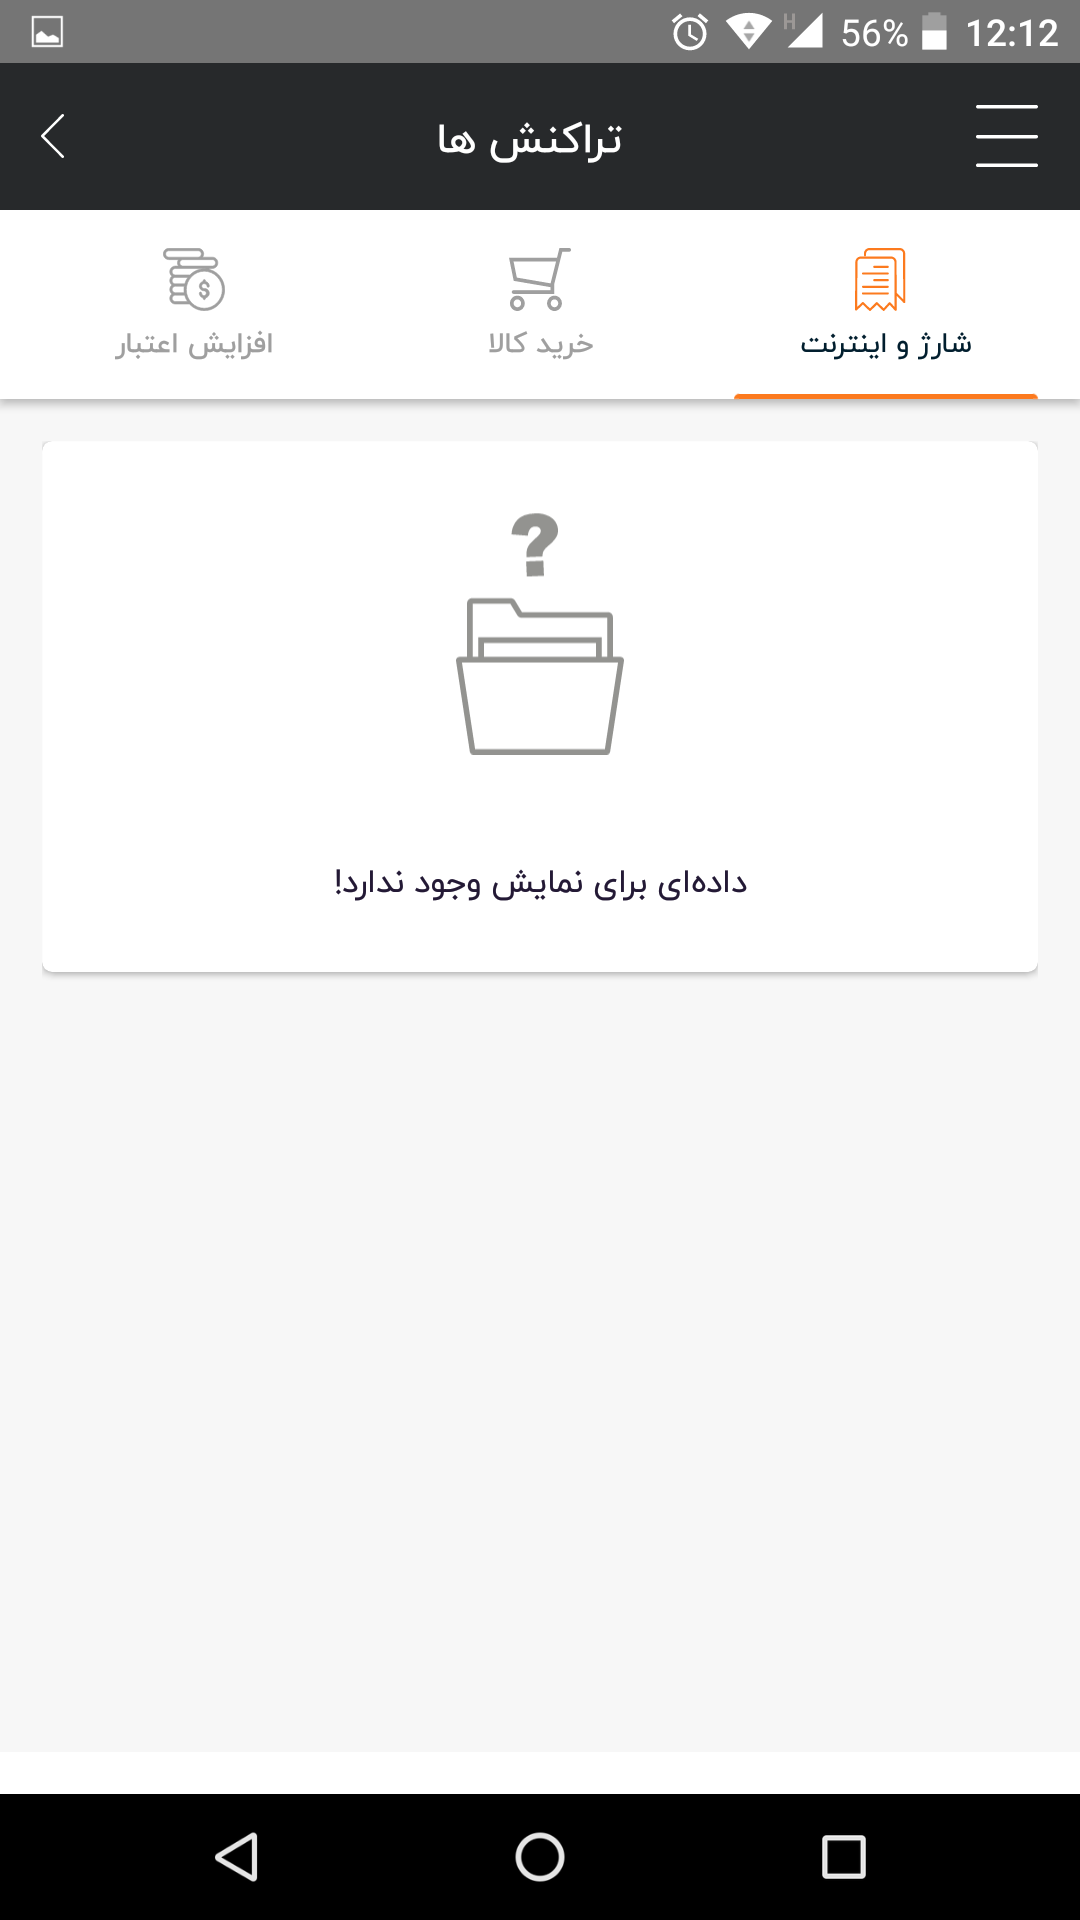 H 56% 12:12
تراکنش ها
شارژ و اینترنت
خرید کالا
افزایش اعتبار
داده‌ای برای نمایش وجود ندارد!